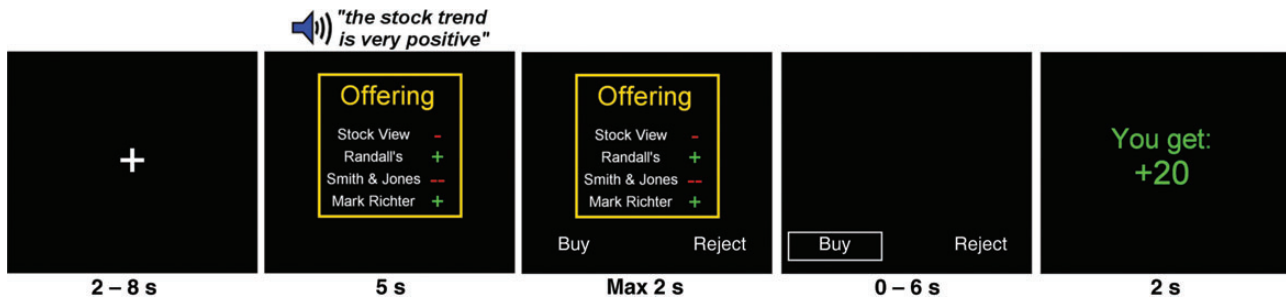 "the stock trend
is very positive"
+
Offering
Stock View -
Randall's +
Smith & Jones --
Mark Richter +
Offering
Stock View -
Randall's +
Smith & Jones --
Mark Richter +
Buy Reject
Buy Reject
You get:
+20
2 – 8 s
5 s
Max 2 s
0 – 6 s
2 s